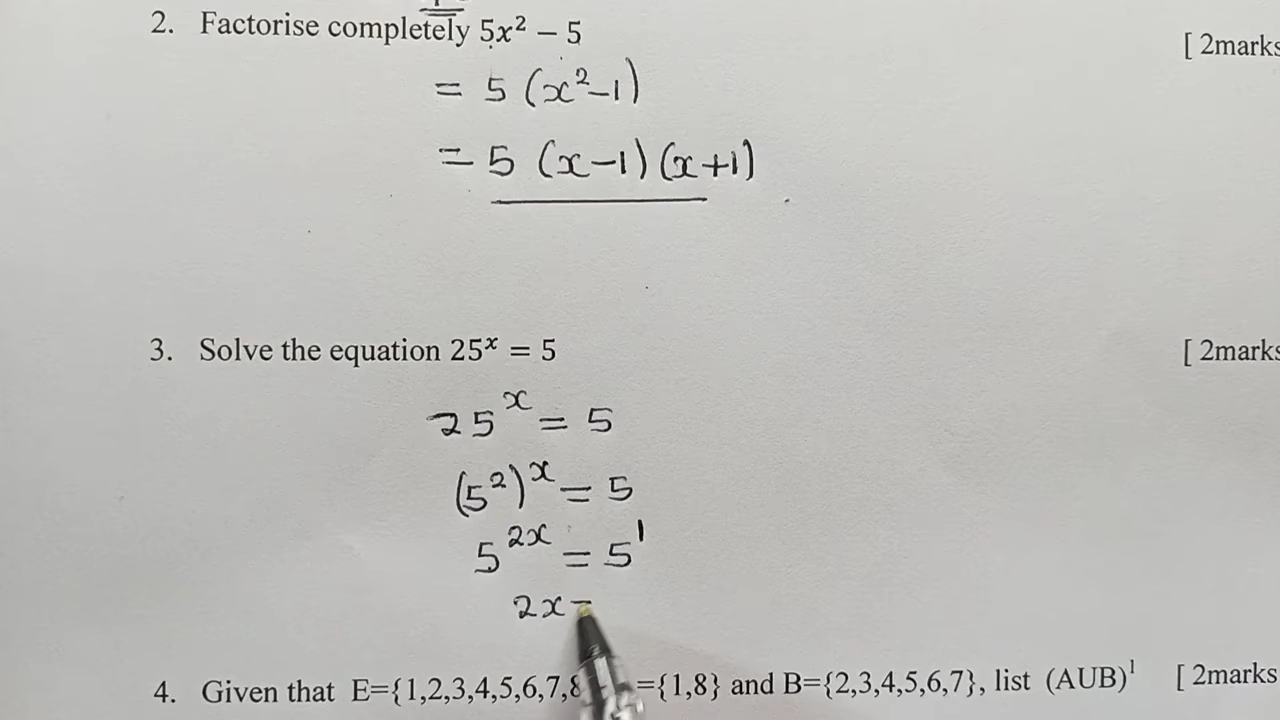 2. Factorise completely 5x² − 5 [ 2marks
= 5 (x²−1)
= 5 (x−1)(x+1)
3. Solve the equation 25ˣ = 5 [ 2marks
25ˣ = 5
(5²)ˣ = 5
5²ˣ = 5¹
2x =
4. Given that E={1,2,3,4,5,6,7,8 ={1,8} and B={2,3,4,5,6,7}, list (AUB)¹ [ 2marks